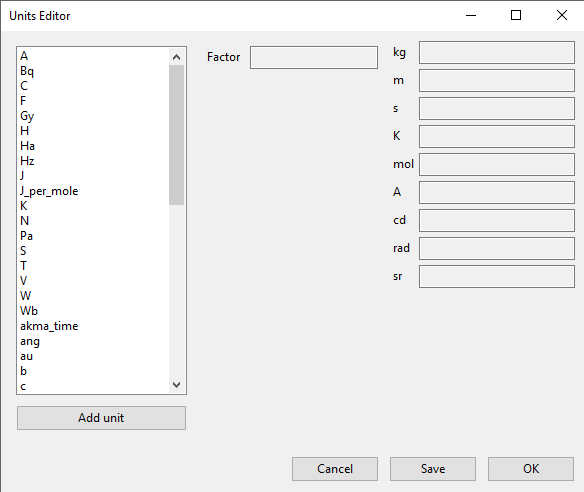 Units Editor
A
Bq
C
F
Gy
H
Ha
Hz
J
J_per_mole
K
N
Pa
S
T
V
W
Wb
akma_time
ang
au
b
c
Add unit
Factor
kg
m
s
K
mol
A
cd
rad
sr
Cancel
Save
OK